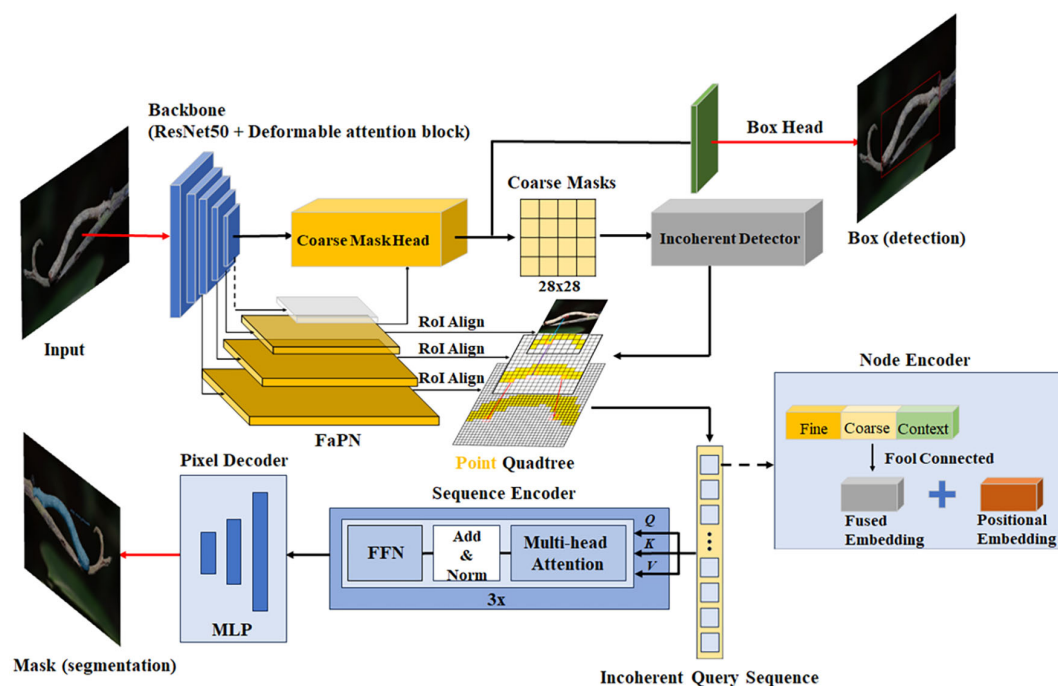 Backbone
(ResNet50 + Deformable attention block)
Box Head
Coarse Masks
Coarse Mask Head
Incoherent Detector
Box (detection)
28x28
Input
RoI Align
RoI Align
RoI Align
FaPN
Point Quadtree
Node Encoder
Fine Coarse Context
Fool Connected
Fused
Embedding
Positional
Embedding
Pixel Decoder
Sequence Encoder
Q
K
V
FFN
Add
&
Norm
Multi-head
Attention
3x
MLP
Mask (segmentation)
Incoherent Query Sequence